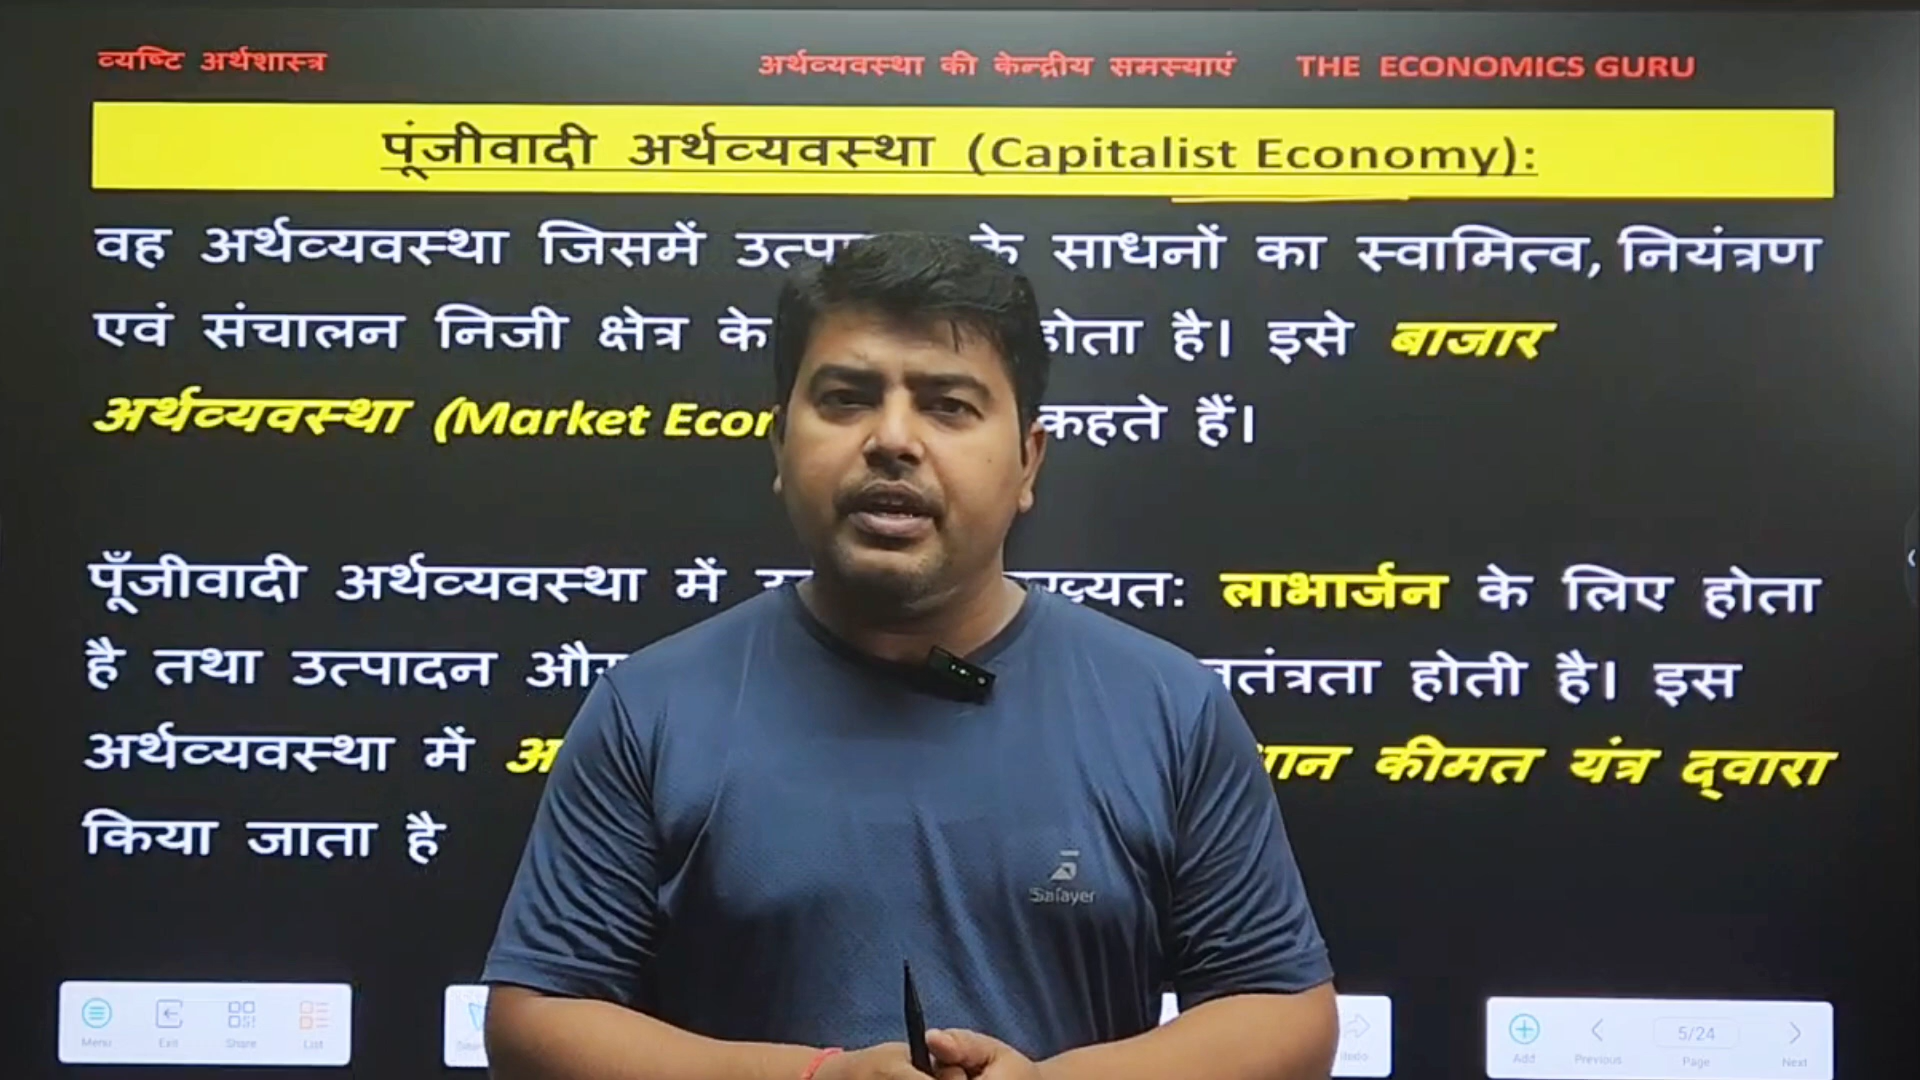 व्यष्टि अर्थशास्त्र अर्थव्यवस्था की केन्द्रीय समस्याएं THE ECONOMICS GURU
पूंजीवादी अर्थव्यवस्था (Capitalist Economy):
वह अर्थव्यवस्था जिसमें के साधनों का स्वामित्व, नियंत्रण
एवं संचालन निजी क्षेत्र के होता है। इसे बाजार
अर्थव्यवस्था (Market कहते हैं।
पूँजीवादी अर्थव्यवस्था में लाभार्जन के लिए होता
है तथा उत्पादन होती है। इस
अर्थव्यवस्था में कीमत यंत्र द्वारा
किया जाता है
Safayer
Menu Exit Share List
Add Previous 5/24 Page Next